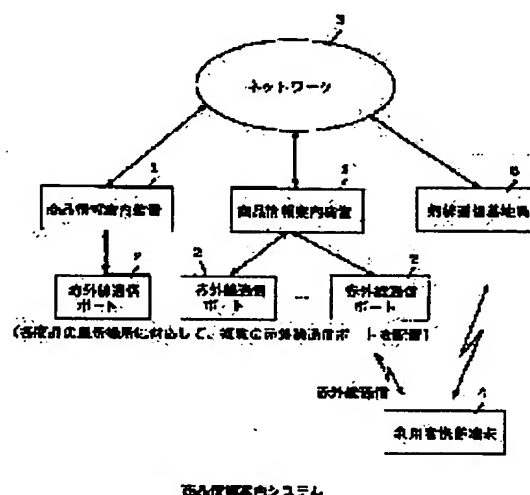 3
ネットワーク
1
1
8
商品情報案内装置
商品情報案内装置
無線通信基地局
2
2
2
赤外線通信
ポート
赤外線通信
ポート
...
赤外線通信
ポート
赤外線通信
4
利用者携帯端末
商品情報案内システム